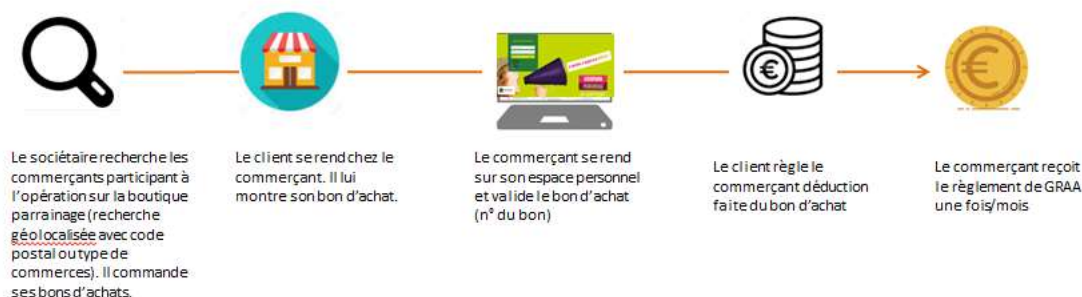 Le sociétaire recherche les
commerçants participant à
l'opération sur la boutique
parrainage (recherche
géolocalisée avec code
postal ou type de
commerces). Il commande
ses bons d'achats.
Le client se rend chez le
commerçant. Il lui
montre son bon d'achat.
Le commerçant se rend
sur son espace personnel
et valide le bon d'achat
(n° du bon)
Le client règle le
commerçant déduction
faite du bon d'achat
Le commerçant reçoit
le règlement de GRAA
une fois/mois